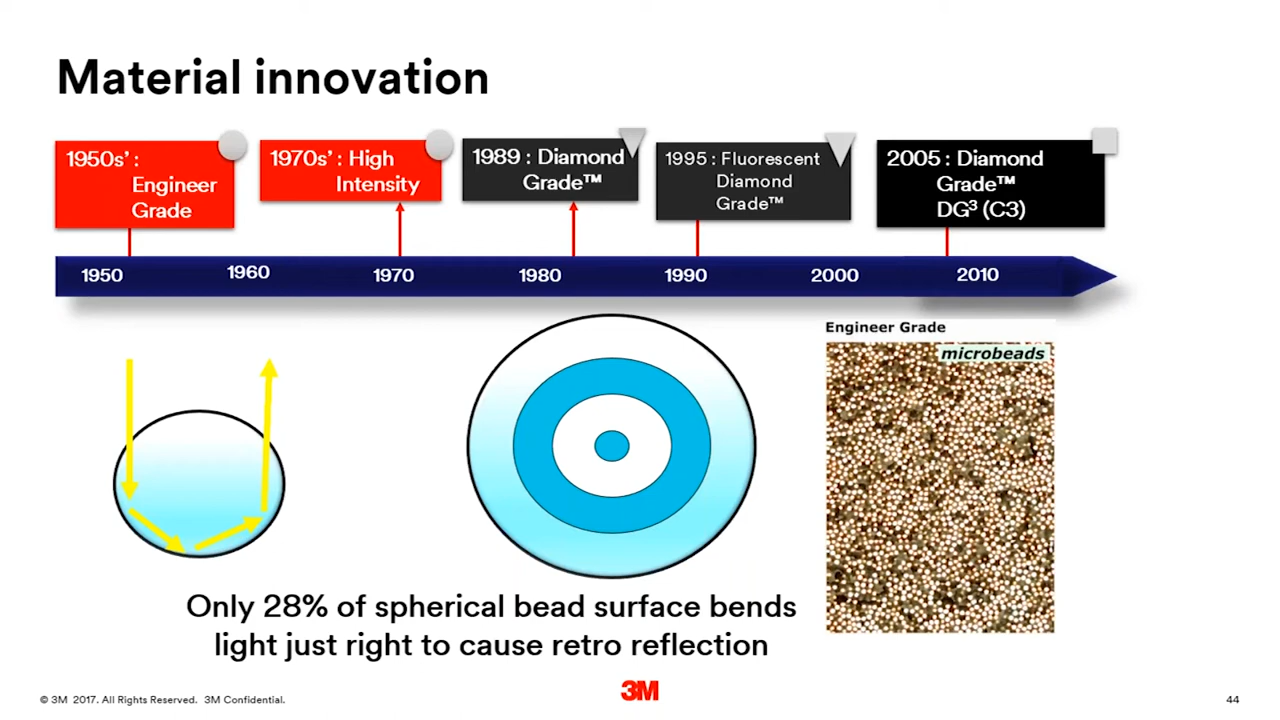 Material innovation
1950s’ :
Engineer
Grade
1970s’ : High
Intensity
1989 : Diamond
Grade™
1995 : Fluorescent
Diamond
Grade™
2005 : Diamond
Grade™
DG³ (C3)
1950 1960 1970 1980 1990 2000 2010
Engineer Grade
microbeads
Only 28% of spherical bead surface bends
light just right to cause retro reflection
© 3M 2017. All Rights Reserved. 3M Confidential.
3M
44